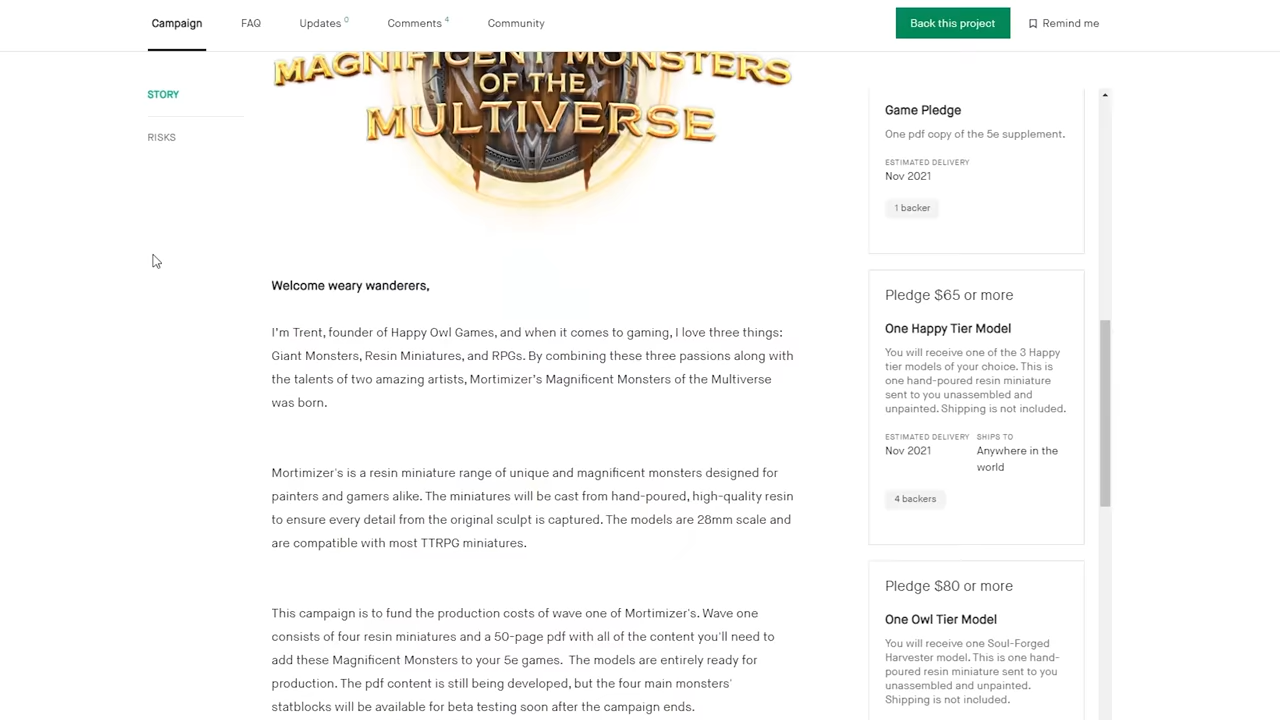 Campaign
FAQ
Updates 0
Comments 4
Community
Back this project
Remind me
STORY
RISKS
MAGNIFICENT MONSTERS
OF THE
MULTIVERSE
Welcome weary wanderers,
I'm Trent, founder of Happy Owl Games, and when it comes to gaming, I love three things:
Giant Monsters, Resin Miniatures, and RPGs. By combining these three passions along with
the talents of two amazing artists, Mortimizer's Magnificent Monsters of the Multiverse
was born.
Mortimizer's is a resin miniature range of unique and magnificent monsters designed for
painters and gamers alike. The miniatures will be cast from hand-poured, high-quality resin
to ensure every detail from the original sculpt is captured. The models are 28mm scale and
are compatible with most TTRPG miniatures.
This campaign is to fund the production costs of wave one of Mortimizer's. Wave one
consists of four resin miniatures and a 50-page pdf with all of the content you'll need to
add these Magnificent Monsters to your 5e games.  The models are entirely ready for
production. The pdf content is still being developed, but the four main monsters'
statblocks will be available for beta testing soon after the campaign ends.
Game Pledge
One pdf copy of the 5e supplement.
ESTIMATED DELIVERY
Nov 2021
1 backer
Pledge $65 or more
One Happy Tier Model
You will receive one of the 3 Happy
tier models of your choice. This is
one hand-poured resin miniature
sent to you unassembled and
unpainted. Shipping is not included.
ESTIMATED DELIVERY
Nov 2021
SHIPS TO
Anywhere in the
world
4 backers
Pledge $80 or more
One Owl Tier Model
You will receive one Soul-Forged
Harvester model. This is one hand-
poured resin miniature sent to you
unassembled and unpainted.
Shipping is not included.